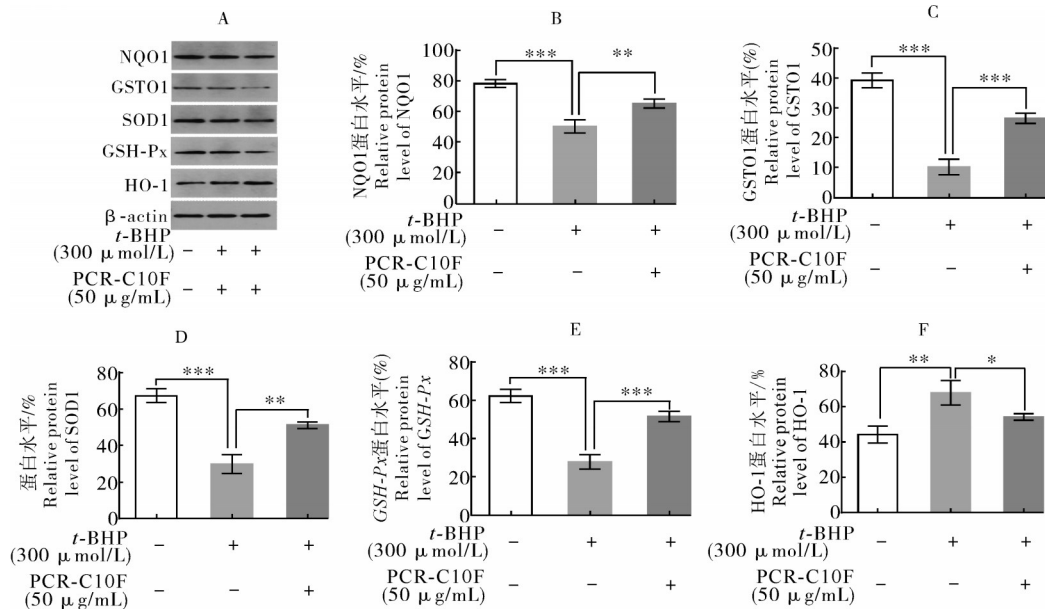 A
NQO1
GSTO1
SOD1
GSH-Px
HO-1
β-actin
t-BHP
(300 μmol/L)
− + +
PCR-C10F
(50 μg/mL)
− + +
B
NQO1蛋白水平/%
Relative protein
level of NQO1
100
80
60
40
20
0
*** **
t-BHP
(300 μmol/L)
− + +
PCR-C10F
(50 μg/mL)
− − +
C
GSTO1蛋白水平(%)
Relative protein
level of GSTO1
50
40
30
20
10
0
*** ***
t-BHP
(300 μmol/L)
− + +
PCR-C10F
(50 μg/mL)
− − +
D
蛋白水平/%
Relative protein
level of SOD1
80
60
40
20
0
*** **
t-BHP
(300 μmol/L)
− + +
PCR-C10F
(50 μg/mL)
− − +
E
GSH-Px蛋白水平(%)
Relative protein
level of GSH-Px
80
60
40
20
0
*** ***
t-BHP
(300 μmol/L)
− + +
PCR-C10F
(50 μg/mL)
− − +
F
HO-1蛋白水平/%
Relative protein
level of HO-1
80
60
40
20
0
** *
t-BHP
(300 μmol/L)
− + +
PCR-C10F
(50 μg/mL)
− − +